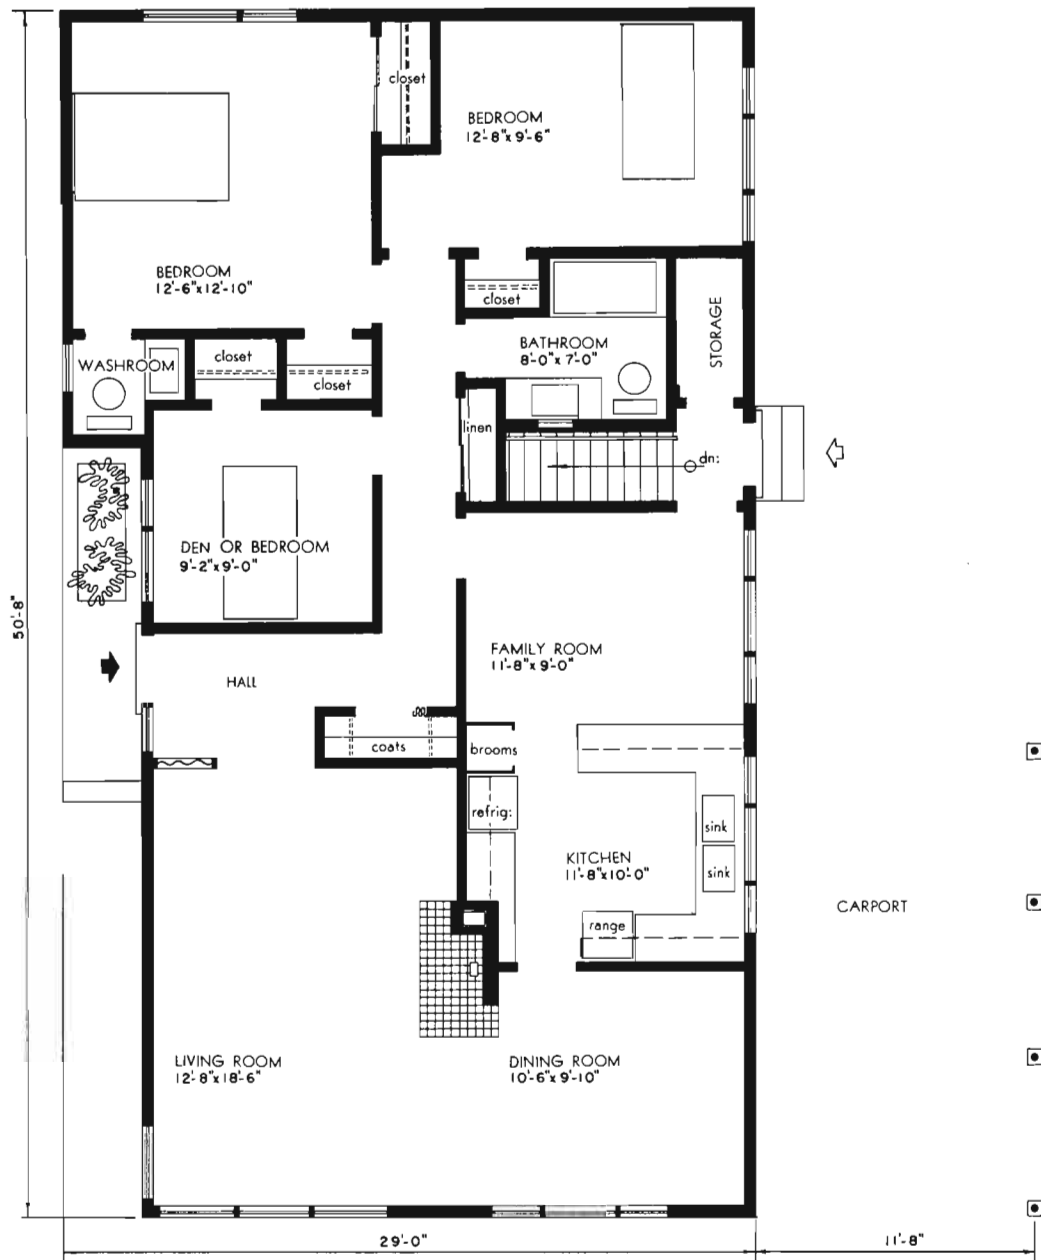 closet
BEDROOM
12'-8"x 9'-6"
BEDROOM
12'-6"x12'-10"
closet
STORAGE
BATHROOM
8'-0"x 7'-0"
WASHROOM
closet
closet
linen
dn:
DEN OR BEDROOM
9'-2"x 9'-0"
50'-8"
FAMILY ROOM
11'-8"x 9'-0"
HALL
coats
brooms
refrig:
sink
KITCHEN
11'-8"x10'-0"
sink
CARPORT
range
LIVING ROOM
12'-8"x18'-6"
DINING ROOM
10'-6"x 9'-10"
29'-0"
11'-8"